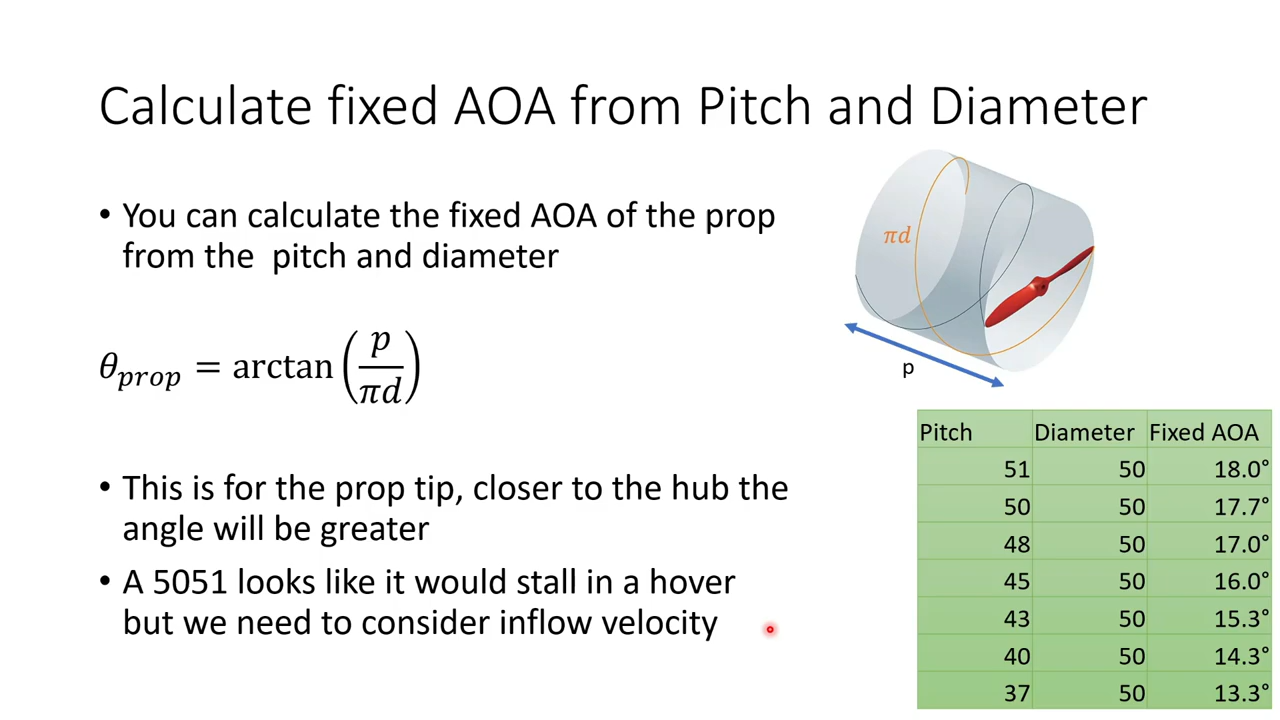 Calculate fixed AOA from Pitch and Diameter
• You can calculate the fixed AOA of the prop
from the pitch and diameter
θ_prop = arctan(p/πd)
• This is for the prop tip, closer to the hub the
angle will be greater
• A 5051 looks like it would stall in a hover
but we need to consider inflow velocity
πd
p
Pitch Diameter Fixed AOA
51 50 18.0°
50 50 17.7°
48 50 17.0°
45 50 16.0°
43 50 15.3°
40 50 14.3°
37 50 13.3°